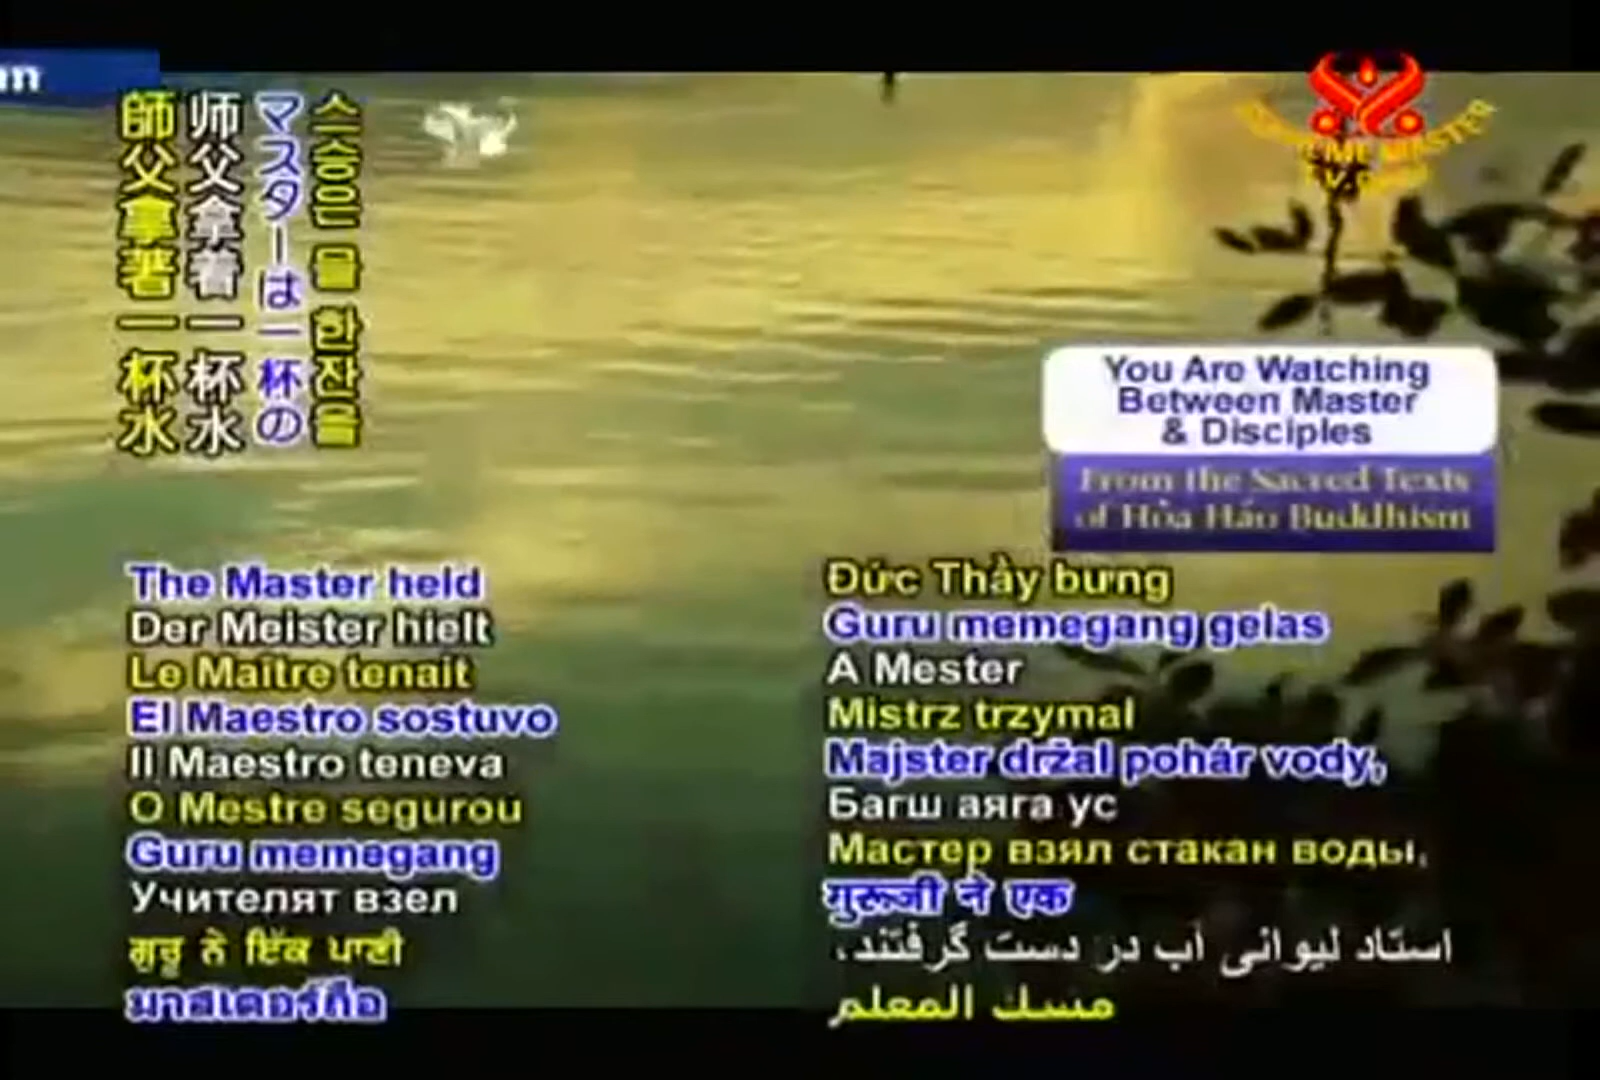 師父拿著一杯水
师父拿着一杯水
マスターは一杯の
스승은 물 한잔을
You Are Watching
Between Master
& Disciples
From the Sacred Texts
of Hòa Hảo Buddhism
The Master held
Der Meister hielt
Le Maître tenait
El Maestro sostuvo
Il Maestro teneva
O Mestre segurou
Guru memegang
Учителят взел
ਗੁਰੂ ਨੇ ਇੱਕ ਪਾਣੀ
มาสเตอร์ถือ
Đức Thầy bưng
Guru memegang gelas
A Mester
Mistrz trzymał
Majster držal pohár vody,
Багш аяга ус
Мастер взял стакан воды,
गुरूजी ने एक
استاد لیوانی آب در دست گرفتند،
مسك المعلم